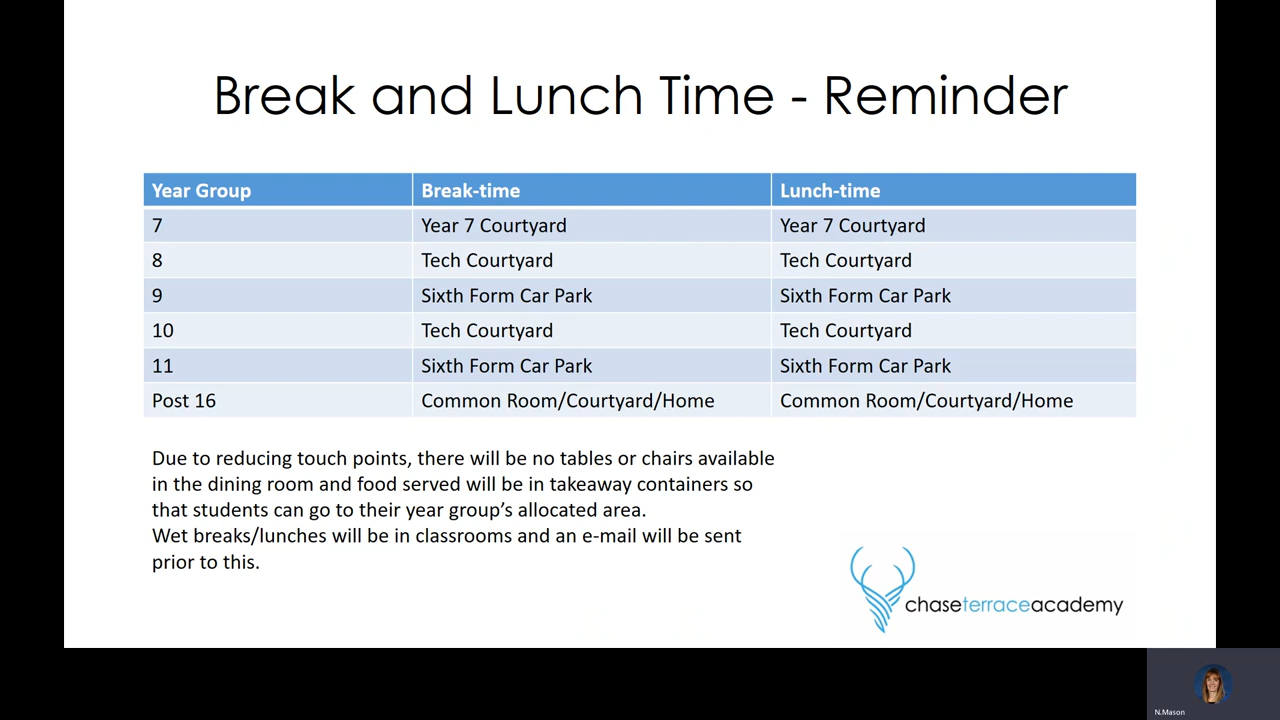 Break and Lunch Time - Reminder
Year Group Break-time Lunch-time
7 Year 7 Courtyard Year 7 Courtyard
8 Tech Courtyard Tech Courtyard
9 Sixth Form Car Park Sixth Form Car Park
10 Tech Courtyard Tech Courtyard
11 Sixth Form Car Park Sixth Form Car Park
Post 16 Common Room/Courtyard/Home Common Room/Courtyard/Home
Due to reducing touch points, there will be no tables or chairs available
in the dining room and food served will be in takeaway containers so
that students can go to their year group’s allocated area.
Wet breaks/lunches will be in classrooms and an e-mail will be sent
prior to this.
chaseterraceacademy
N.Mason